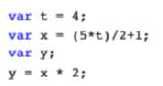 var t = 4;
var x = (5*t)/2+1;
var y;
y = x * 2;